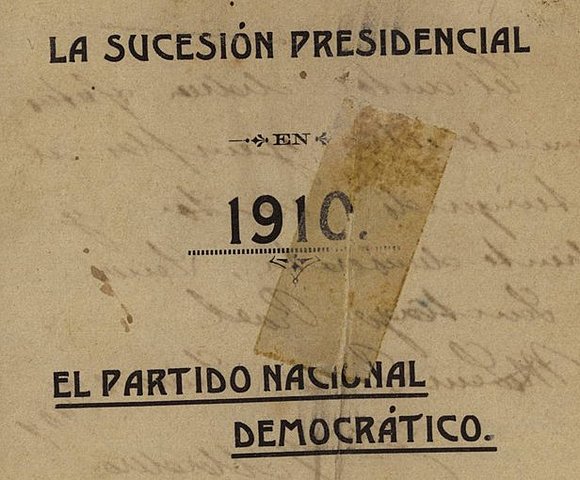 LA SUCESIÓN PRESIDENCIAL
EN
1910.
EL PARTIDO NACIONAL
DEMOCRÁTICO.